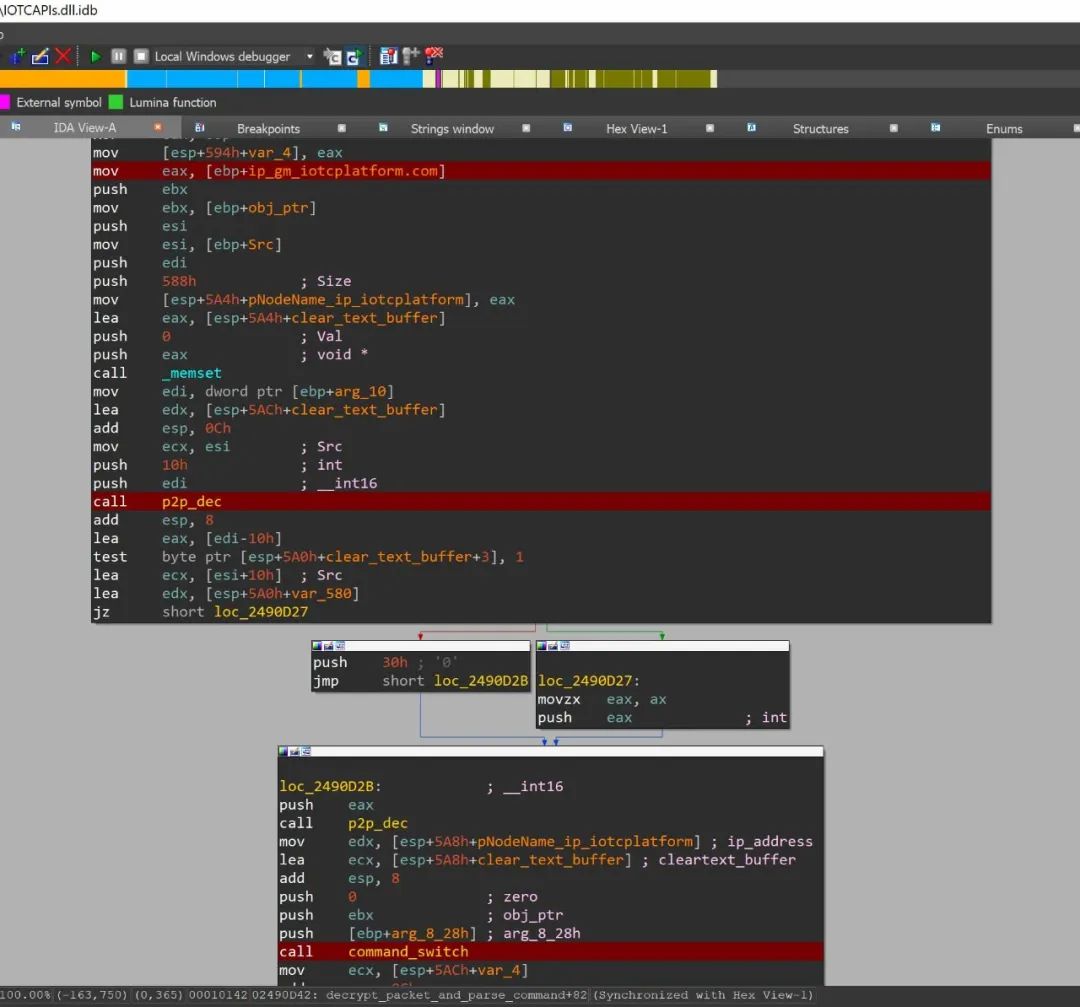 \IOTCAPIs.dll.idb
Local Windows debugger
External symbol Lumina function
IDA View-A Breakpoints Strings window Hex View-1 Structures Enums
mov [esp+594h+var_4], eax
mov eax, [ebp+ip_gm_iotcplatform.com]
push ebx
mov ebx, [ebp+obj_ptr]
push esi
mov esi, [ebp+Src]
push edi
push 588h ; Size
mov [esp+5A4h+pNodeName_ip_iotcplatform], eax
lea eax, [esp+5A4h+clear_text_buffer]
push 0 ; Val
push eax ; void *
call _memset
mov edi, dword ptr [ebp+arg_10]
lea edx, [esp+5ACh+clear_text_buffer]
add esp, 0Ch
mov ecx, esi ; Src
push 10h ; int
push edi ; __int16
call p2p_dec
add esp, 8
lea eax, [edi-10h]
test byte ptr [esp+5A0h+clear_text_buffer+3], 1
lea ecx, [esi+10h] ; Src
lea edx, [esp+5A0h+var_580]
jz short loc_2490D27
push 30h ; '0'
jmp short loc_2490D2B
loc_2490D27:
movzx eax, ax
push eax ; int
loc_2490D2B: ; __int16
push eax
call p2p_dec
mov edx, [esp+5A8h+pNodeName_ip_iotcplatform] ; ip_address
lea ecx, [esp+5A8h+clear_text_buffer] ; cleartext_buffer
add esp, 8
push 0 ; zero
push ebx ; obj_ptr
push [ebp+arg_8_28h] ; arg_8_28h
call command_switch
mov ecx, [esp+5ACh+var_4]
100.00% (-163,750) (0,365) 00010142 02490D42: decrypt_packet_and_parse_command+82 (Synchronized with Hex View-1)